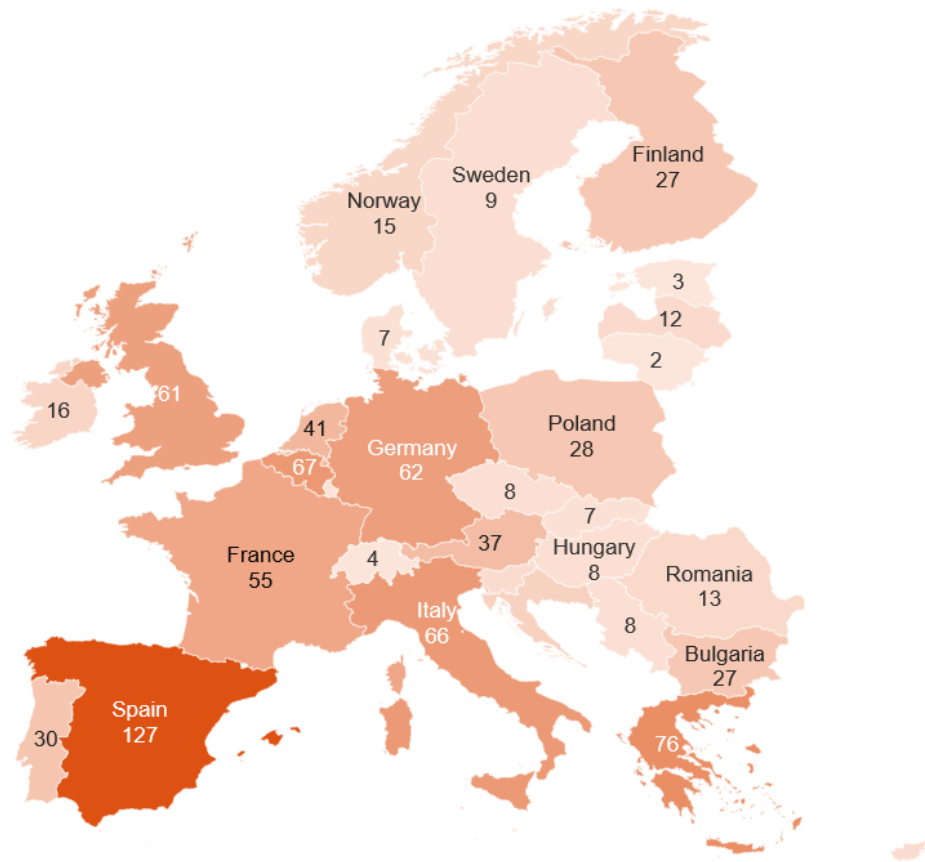 Finland
27
Sweden
9
Norway
15
3
12
2
7
61
16
41
Germany
62
67
Poland
28
8
7
37
France
55
4
Hungary
8
Romania
13
Italy
66
8
Bulgaria
27
Spain
127
30
76